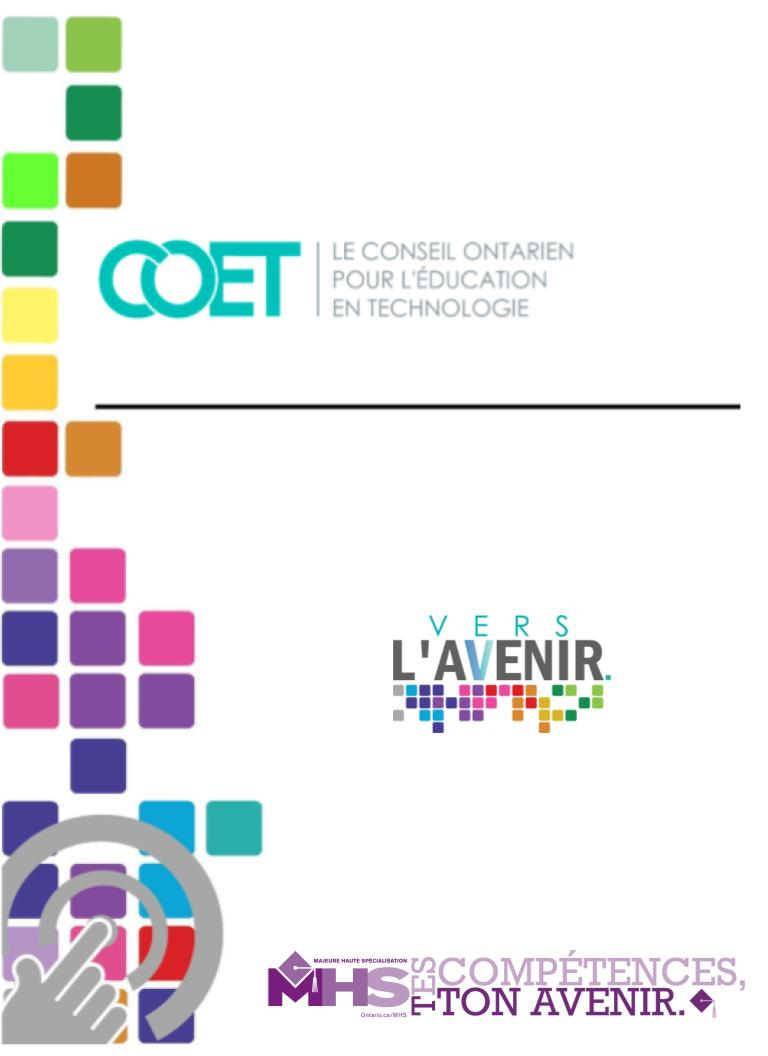 COET
LE CONSEIL ONTARIEN
POUR L'ÉDUCATION
EN TECHNOLOGIE
VERS
L'AVENIR.
MAJEURE HAUTE SPÉCIALISATION
MHS
Ontario.ca/MHS
TES
COMPÉTENCES,
TON AVENIR.